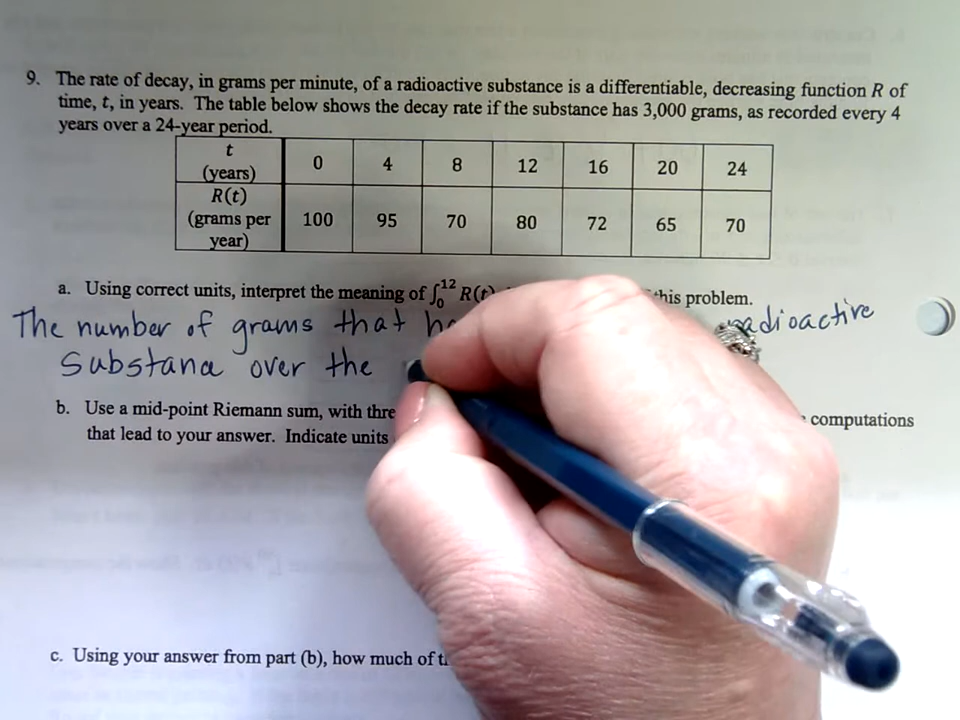 9. The rate of decay, in grams per minute, of a radioactive substance is a differentiable, decreasing function R of
time, t, in years. The table below shows the decay rate if the substance has 3,000 grams, as recorded every 4
years over a 24-year period.
t (years) 0 4 8 12 16 20 24
R(t) (grams per year) 100 95 70 80 72 65 70
a. Using correct units, interpret the meaning of ∫₀¹² R(t) this problem.
The number of grams that radioactive
Substance over the
b. Use a mid-point Riemann sum, with computations
that lead to your answer. Indicate units
c. Using your answer from part (b), how much of